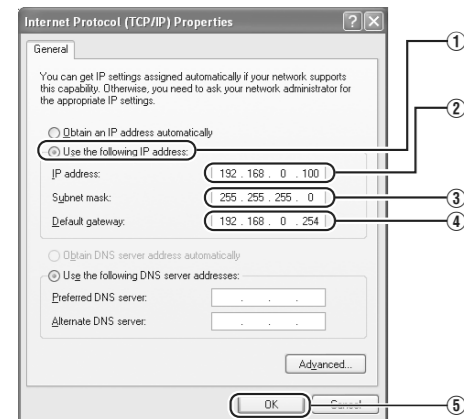 Internet Protocol (TCP/IP) Properties
General
You can get IP settings assigned automatically if your network supports
this capability. Otherwise, you need to ask your network administrator for
the appropriate IP settings.
Obtain an IP address automatically
Use the following IP address:
IP address: 192 . 168 . 0 . 100
Subnet mask: 255 . 255 . 255 . 0
Default gateway: 192 . 168 . 0 . 254
Obtain DNS server address automatically
Use the following DNS server addresses:
Preferred DNS server: . . .
Alternate DNS server: . . .
Advanced...
OK Cancel
①
②
③
④
⑤